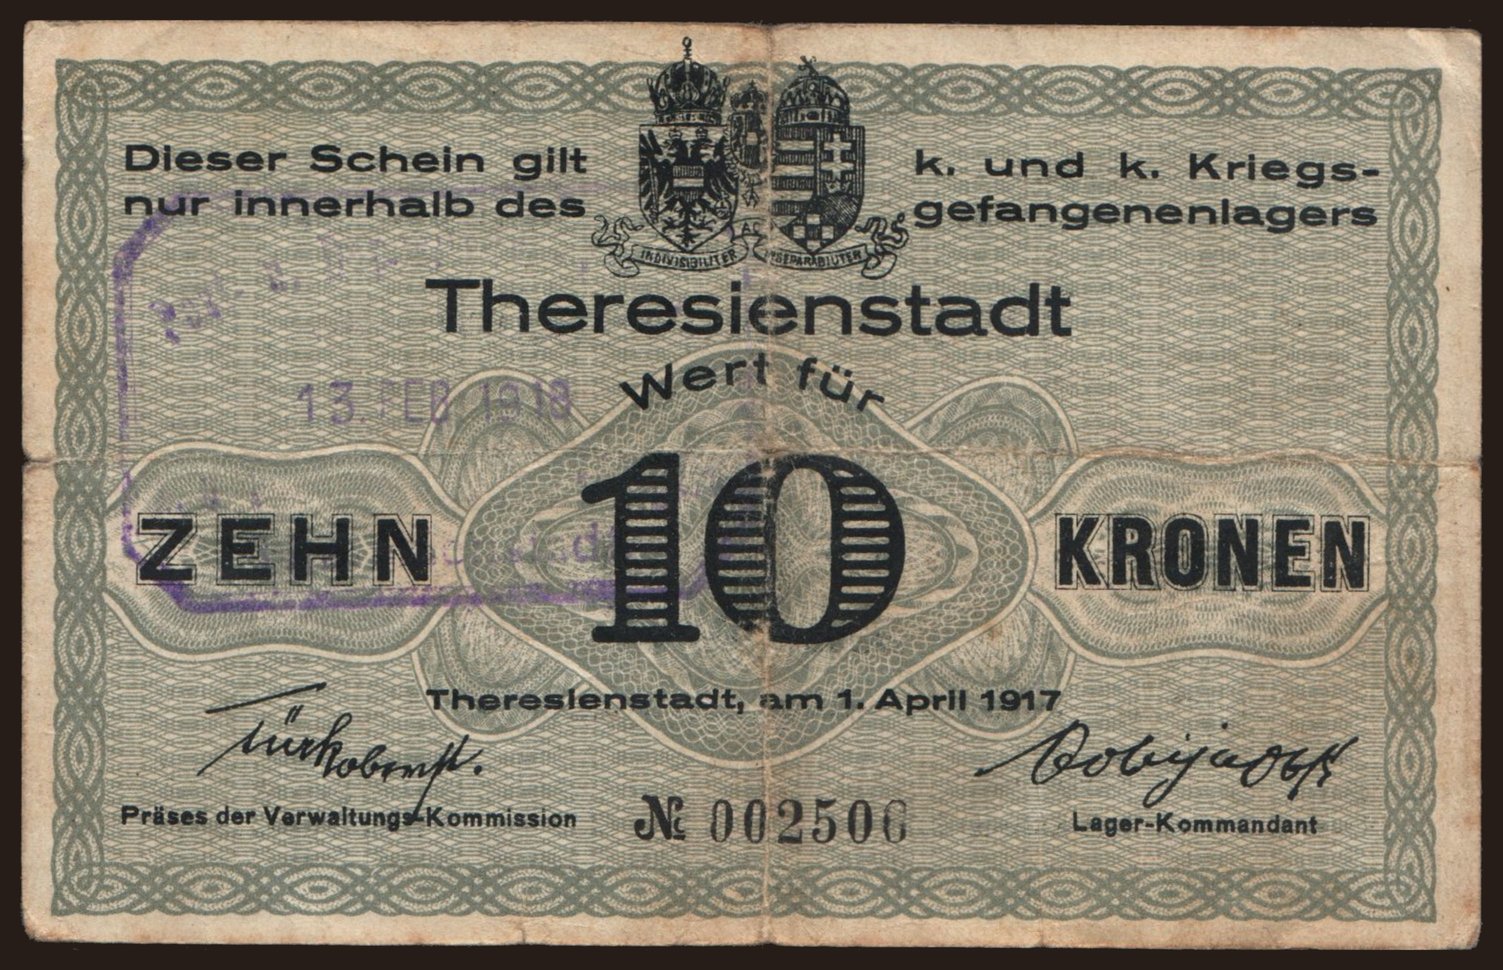 Dieser Schein gilt
nur innerhalb des
k. und k. Kriegs-
gefangenenlagers
INDIVISIBILITER AC INSEPARABILITER
Theresienstadt
Wert für
13. FEB 1918
10
ZEHN
KRONEN
Theresienstadt, am 1. April 1917
Präses der Verwaltungs-Kommission
№ 002506
Lager-Kommandant